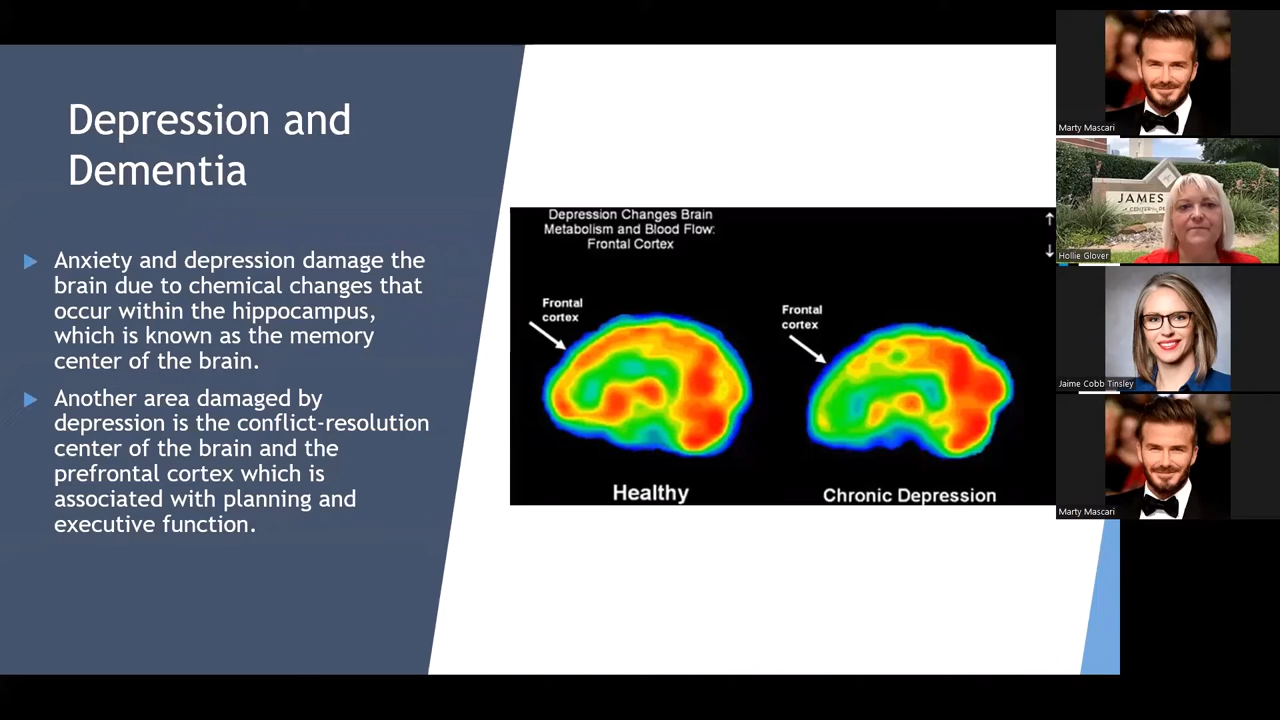 Depression and
Dementia
Anxiety and depression damage the
brain due to chemical changes that
occur within the hippocampus,
which is known as the memory
center of the brain.
Another area damaged by
depression is the conflict-resolution
center of the brain and the
prefrontal cortex which is
associated with planning and
executive function.
Depression Changes Brain
Metabolism and Blood Flow:
Frontal Cortex
Frontal
cortex
Frontal
cortex
Healthy
Chronic Depression
Marty Mascari
JAMES
Hollie Glover
Jaime Cobb Tinsley
Marty Mascari